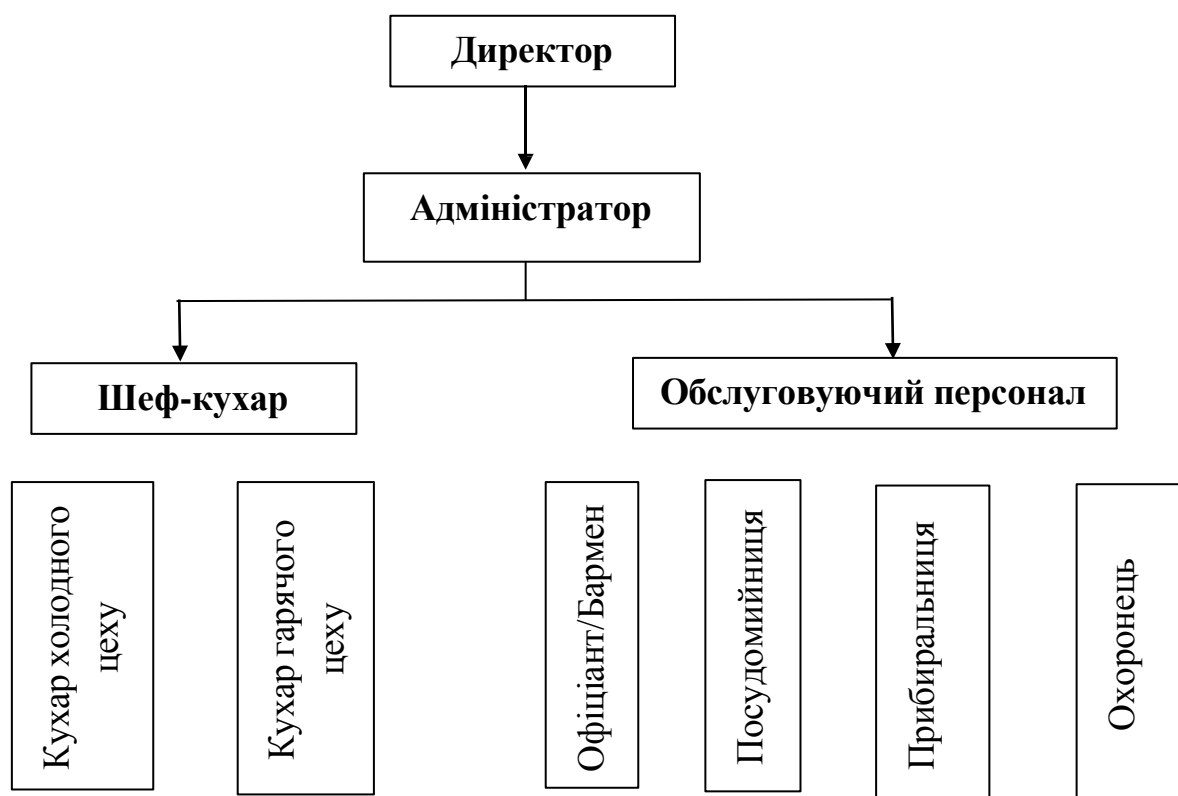 Директор
Адміністратор
Шеф-кухар
Обслуговуючий персонал
Кухар холодного
цеху
Кухар гарячого
цеху
Офіціант/Бармен
Посудомийниця
Прибиральниця
Охоронець